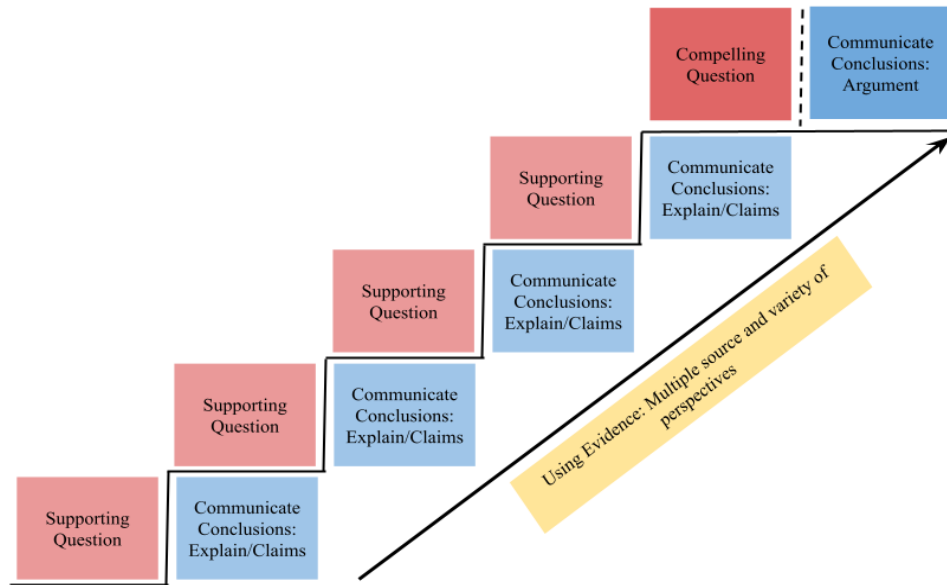 Compelling
Question
Communicate
Conclusions:
Argument
Supporting
Question
Communicate
Conclusions:
Explain/Claims
Supporting
Question
Communicate
Conclusions:
Explain/Claims
Supporting
Question
Communicate
Conclusions:
Explain/Claims
Supporting
Question
Communicate
Conclusions:
Explain/Claims
Using Evidence: Multiple source and variety of
perspectives